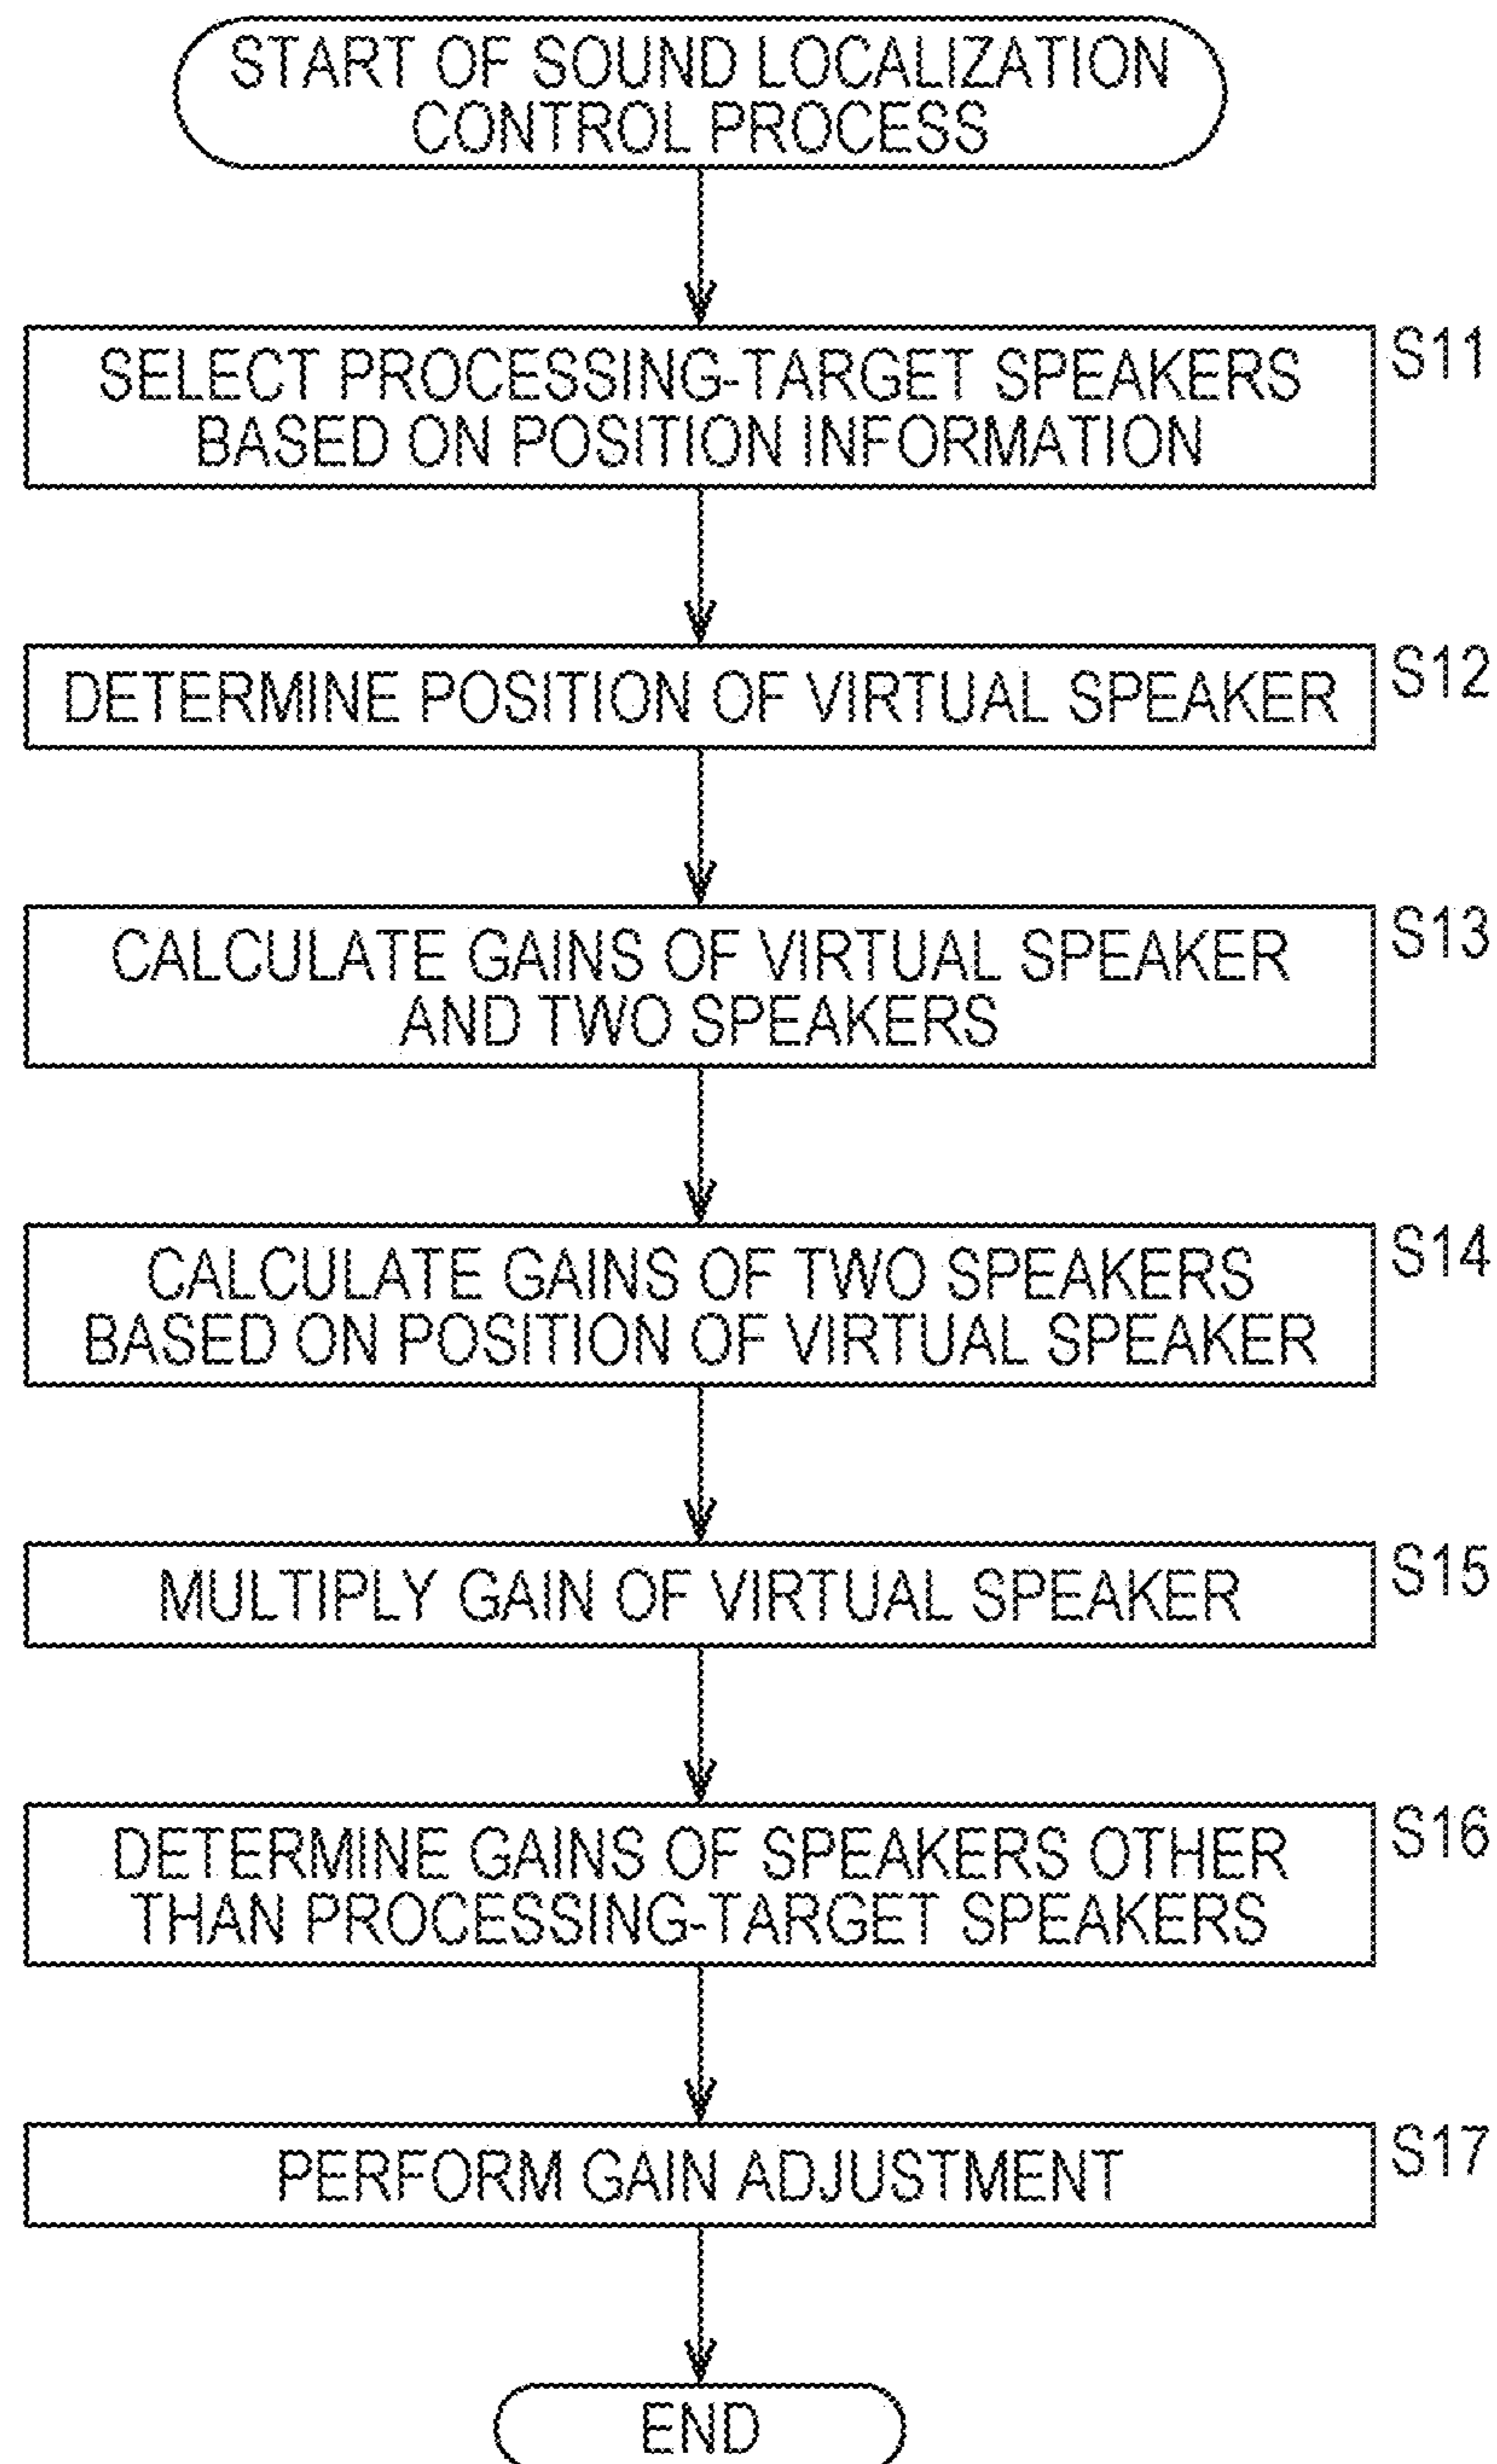 START OF SOUND LOCALIZATION
CONTROL PROCESS
SELECT PROCESSING-TARGET SPEAKERS
BASED ON POSITION INFORMATION
S11
DETERMINE POSITION OF VIRTUAL SPEAKER
S12
CALCULATE GAINS OF VIRTUAL SPEAKER
AND TWO SPEAKERS
S13
CALCULATE GAINS OF TWO SPEAKERS
BASED ON POSITION OF VIRTUAL SPEAKER
S14
MULTIPLY GAIN OF VIRTUAL SPEAKER
S15
DETERMINE GAINS OF SPEAKERS OTHER
THAN PROCESSING-TARGET SPEAKERS
S16
PERFORM GAIN ADJUSTMENT
S17
END